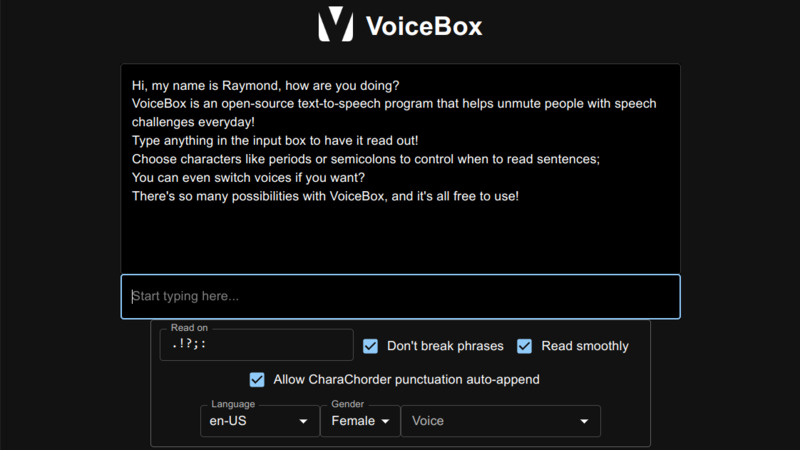 VoiceBox
Hi, my name is Raymond, how are you doing?
VoiceBox is an open-source text-to-speech program that helps unmute people with speech
challenges everyday!
Type anything in the input box to have it read out!
Choose characters like periods or semicolons to control when to read sentences;
You can even switch voices if you want?
There's so many possibilities with VoiceBox, and it's all free to use!
Start typing here...
Read on
.!?;:
Don't break phrases
Read smoothly
Allow CharaChorder punctuation auto-append
Language
en-US
Gender
Female
Voice